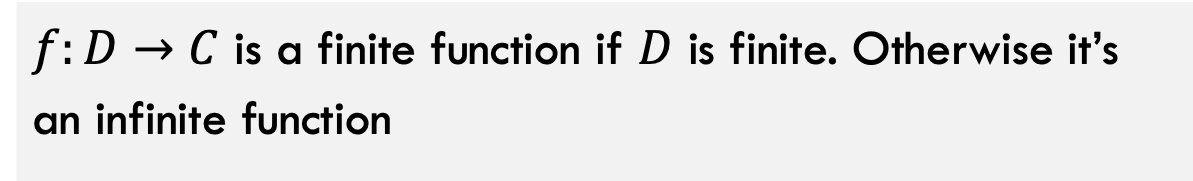 f: D → C is a finite function if D is finite. Otherwise it’s
an infinite function